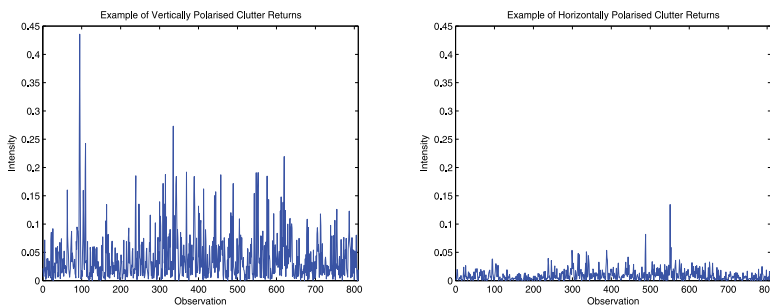 Example of Vertically Polarised Clutter Returns
0.45
0.4
0.35
0.3
0.25
0.2
0.15
0.1
0.05
0
Intensity
0 100 200 300 400 500 600 700 800
Observation
Example of Horizontally Polarised Clutter Returns
0.45
0.4
0.35
0.3
0.25
0.2
0.15
0.1
0.05
0
Intensity
0 100 200 300 400 500 600 700 800
Observation